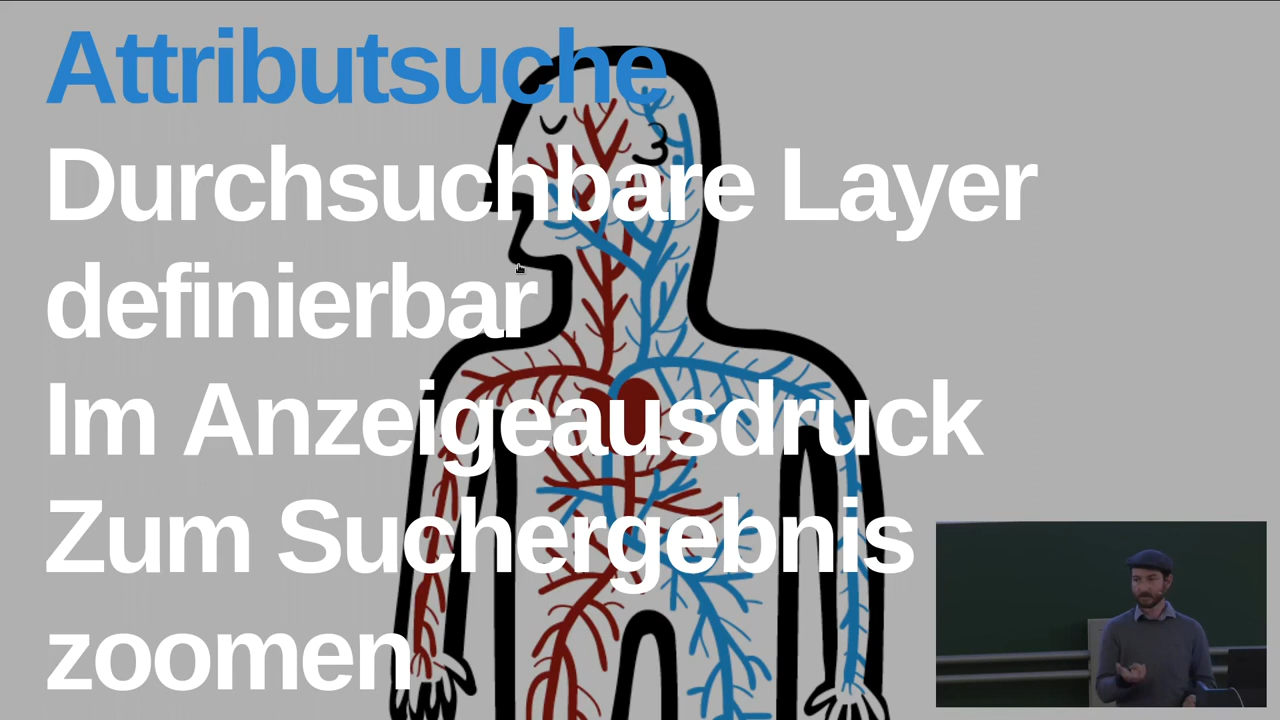 Attributsuche
Durchsuchbare Layer
definierbar
Im Anzeigeausdruck
Zum Suchergebnis
zoomen